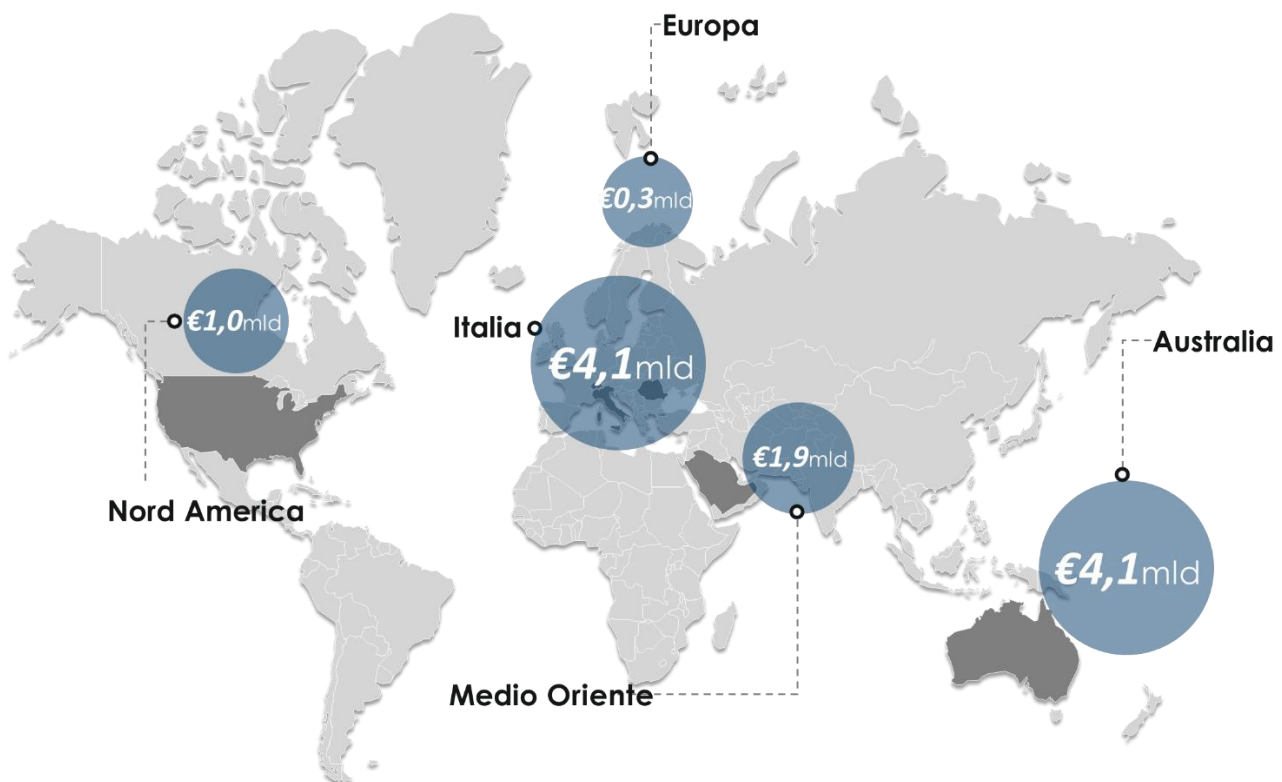 Europa
€0,3mld
€1,0mld
Italia
€4,1mld
Australia
€1,9mld
Nord America
€4,1mld
Medio Oriente